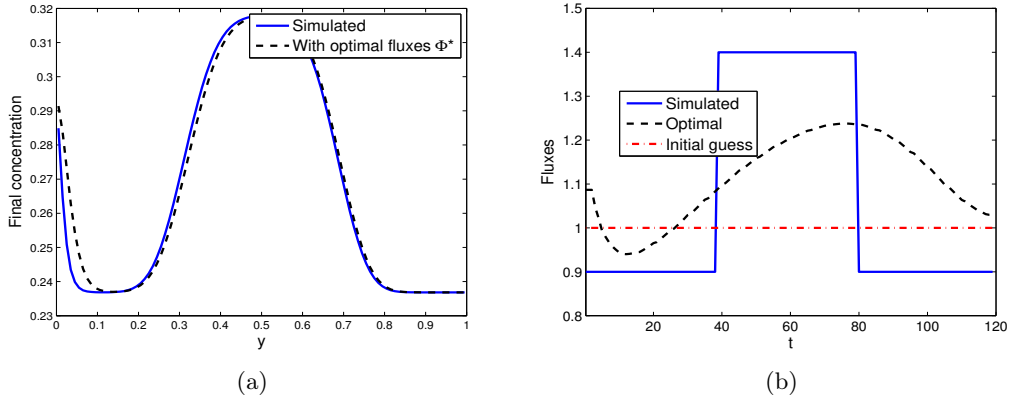 Simulated
With optimal fluxes Φ*
Final concentration
0.32
0.31
0.3
0.29
0.28
0.27
0.26
0.25
0.24
0.23
0 0.1 0.2 0.3 0.4 0.5 0.6 0.7 0.8 0.9 1
y
(a)
Simulated
Optimal
Initial guess
Fluxes
1.5
1.4
1.3
1.2
1.1
1
0.9
0.8
20 40 60 80 100 120
t
(b)